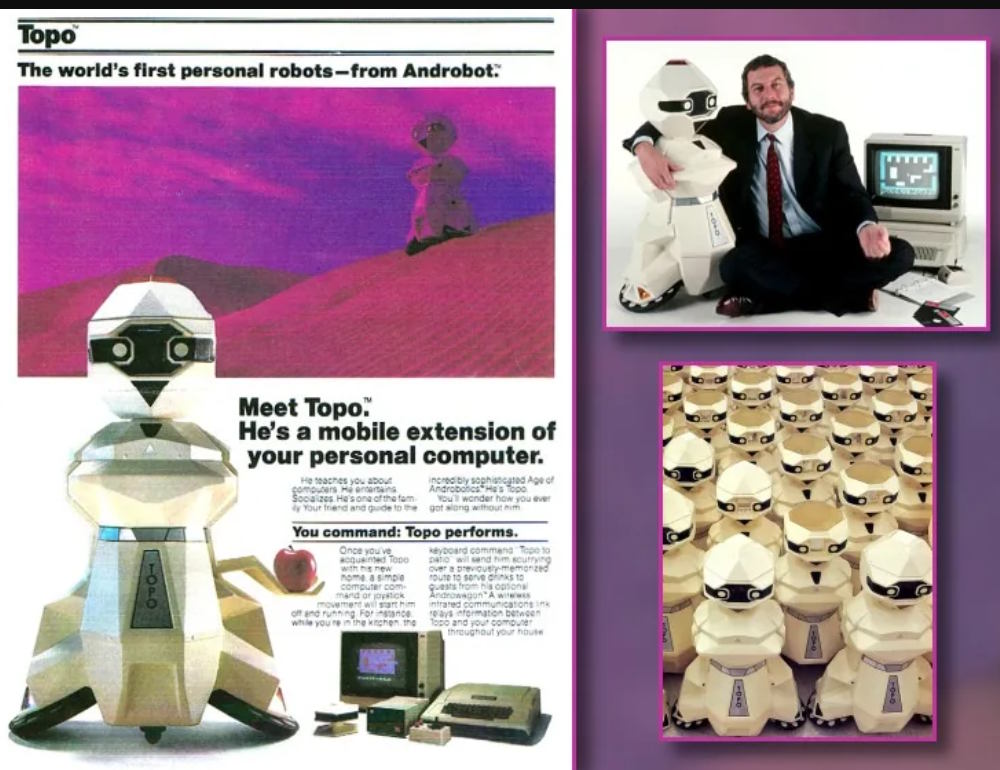 Topo™
The world's first personal robots—from Androbot.™
Meet Topo.™
He's a mobile extension of
your personal computer.
He teaches you about
computers. He entertains.
Socializes. He's one of the fam-
ily. Your friend and guide to the
incredibly sophisticated Age of
Androbotics.™ He's Topo.
You'll wonder how you ever
got along without him.
You command: Topo performs.
Once you've
acquainted Topo
with his new
home, a simple
computer com-
mand or joystick
movement will start him
off and running. For instance,
while you're in the kitchen, the
keyboard command "Topo to
patio" will send him scurrying
over a previously-memorized
route to serve drinks to
guests from his optional
Androwagon.™ A wireless
infrared communications link
relays information between
Topo and your computer
throughout your house
TOPO
TOPO
TOPO
TOPO